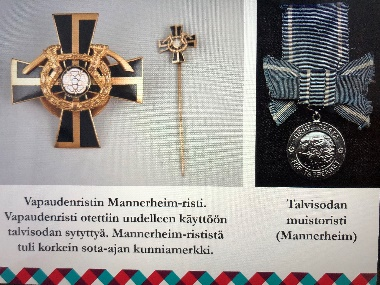 Vapaudenristin Mannerheim-risti.
Vapaudenristi otettiin uudelleen käyttöön
talvisodan sytyttyä. Mannerheim-rististä
tuli korkein sota-ajan kunniamerkki.
Talvisodan
muistoristi
(Mannerheim)